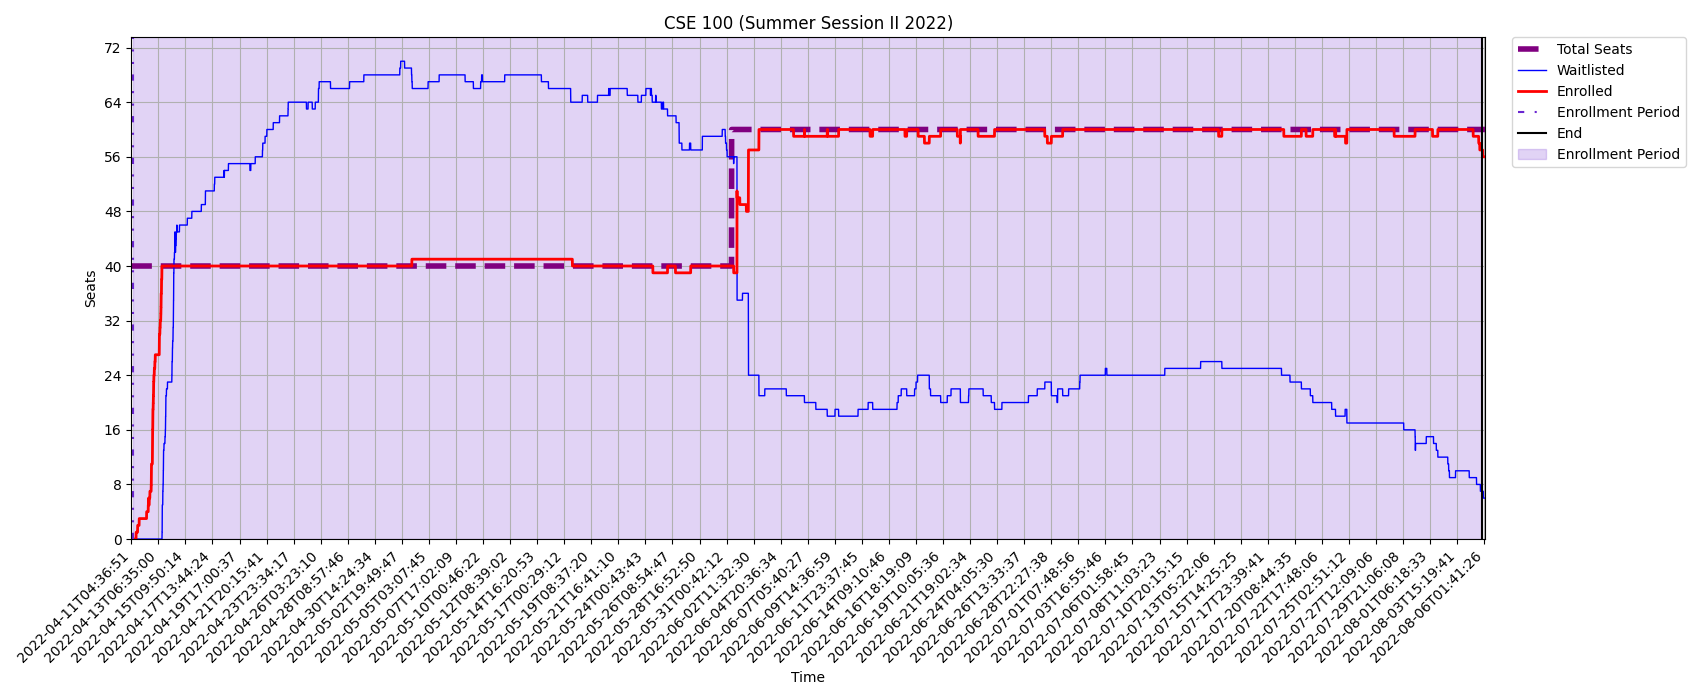 CSE 100 (Summer Session II 2022)
Seats
72
64
56
48
40
32
24
16
8
0
Total Seats
Waitlisted
Enrolled
Enrollment Period
End
Enrollment Period
2022-04-11T04:36:51
2022-04-13T06:35:00
2022-04-15T09:50:14
2022-04-17T13:44:24
2022-04-19T17:00:37
2022-04-21T20:15:41
2022-04-23T23:34:17
2022-04-26T03:23:10
2022-04-28T08:57:46
2022-04-30T14:24:34
2022-05-02T19:49:47
2022-05-05T03:07:45
2022-05-07T17:02:09
2022-05-10T00:46:22
2022-05-12T08:39:02
2022-05-14T16:20:53
2022-05-17T00:29:12
2022-05-19T08:37:20
2022-05-21T16:41:10
2022-05-24T00:43:43
2022-05-26T08:54:47
2022-05-28T16:52:50
2022-05-31T00:42:12
2022-06-02T11:32:30
2022-06-04T20:36:34
2022-06-07T05:40:27
2022-06-09T14:36:59
2022-06-11T23:37:45
2022-06-14T09:10:46
2022-06-16T18:19:09
2022-06-19T10:05:36
2022-06-21T19:02:34
2022-06-24T04:05:30
2022-06-26T13:33:37
2022-06-28T22:27:38
2022-07-01T07:48:56
2022-07-03T16:55:46
2022-07-06T01:58:45
2022-07-08T11:03:23
2022-07-10T20:15:15
2022-07-13T05:22:06
2022-07-15T14:25:25
2022-07-17T23:39:41
2022-07-20T08:44:35
2022-07-22T17:48:06
2022-07-25T02:51:12
2022-07-27T12:09:06
2022-07-29T21:06:08
2022-08-01T06:18:33
2022-08-03T15:19:41
2022-08-06T01:41:26
Time